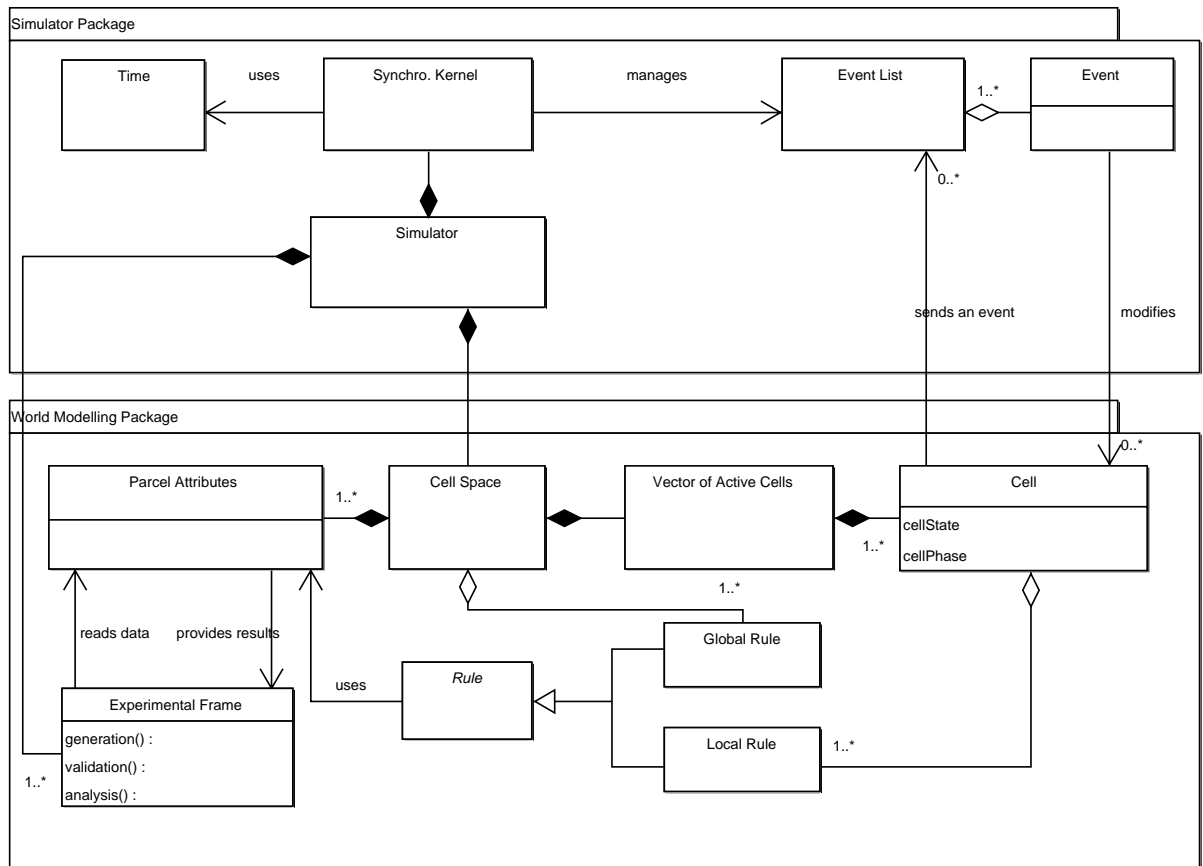 Simulator Package
Time
uses
Synchro. Kernel
manages
Event List
1..*
Event
0..*
Simulator
sends an event
modifies
World Modelling Package
0..*
Parcel Attributes
1..*
Cell Space
Vector of Active Cells
1..*
Cell
cellState
cellPhase
1..*
reads data
provides results
Global Rule
uses
Rule
Experimental Frame
generation() :
validation() :
analysis() :
1..*
Local Rule
1..*